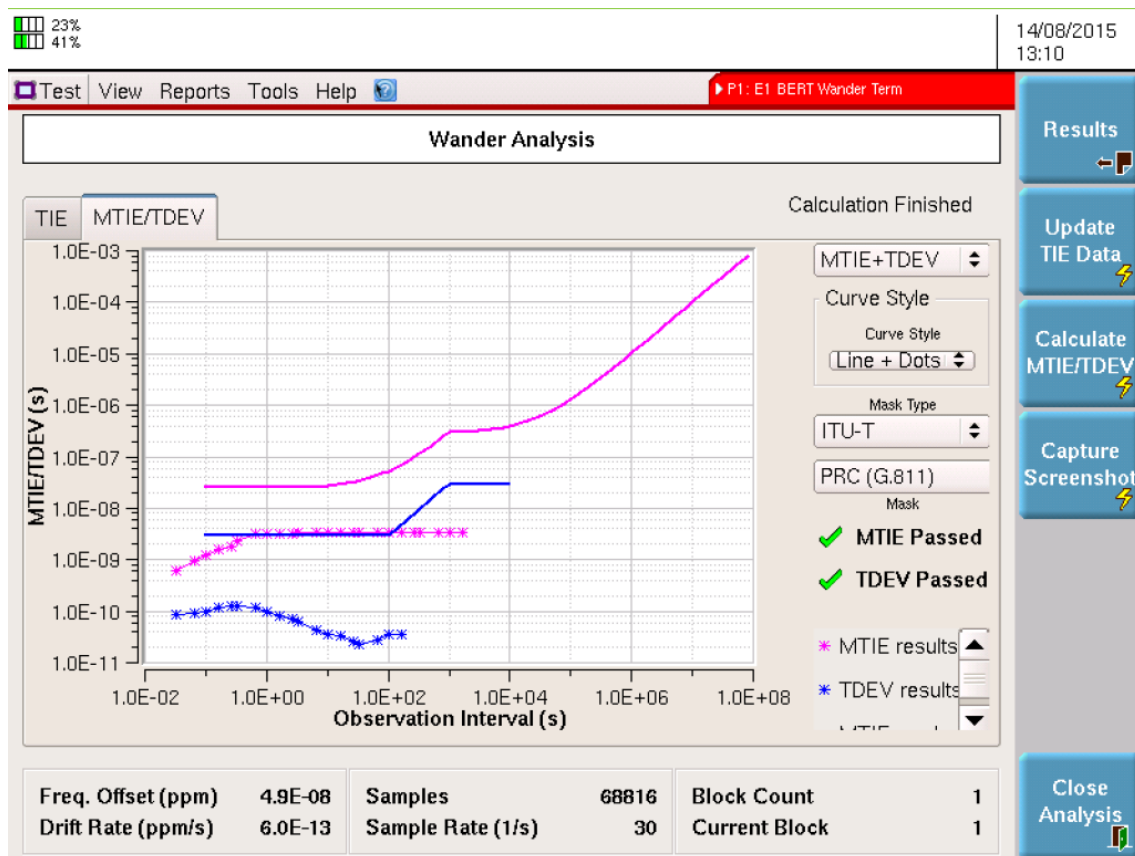 23%
41%
14/08/2015
13:10
Test View Reports Tools Help
P1: E1 BERT Wander Term
Wander Analysis
Results
TIE MTIE/TDEV
Calculation Finished
Update
TIE Data
Calculate
MTIE/TDEV
Capture
Screenshot
1.0E-03
1.0E-04
1.0E-05
1.0E-06
1.0E-07
1.0E-08
1.0E-09
1.0E-10
1.0E-11
MTIE/TDEV (s)
1.0E-02 1.0E+00 1.0E+02 1.0E+04 1.0E+06 1.0E+08
Observation Interval (s)
MTIE+TDEV
Curve Style
Curve Style
Line + Dots
Mask Type
ITU-T
PRC (G.811)
Mask
MTIE Passed
TDEV Passed
MTIE results
TDEV results
Freq. Offset (ppm) 4.9E-08
Drift Rate (ppm/s) 6.0E-13
Samples 68816
Sample Rate (1/s) 30
Block Count 1
Current Block 1
Close
Analysis